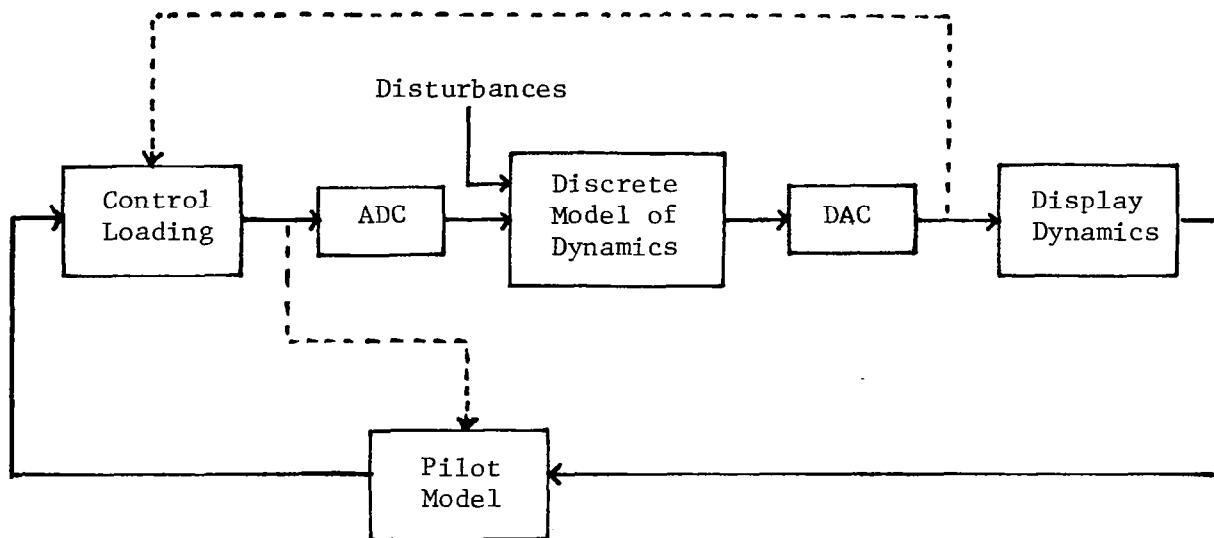 Disturbances
Control
Loading
ADC
Discrete
Model of
Dynamics
DAC
Display
Dynamics
Pilot
Model